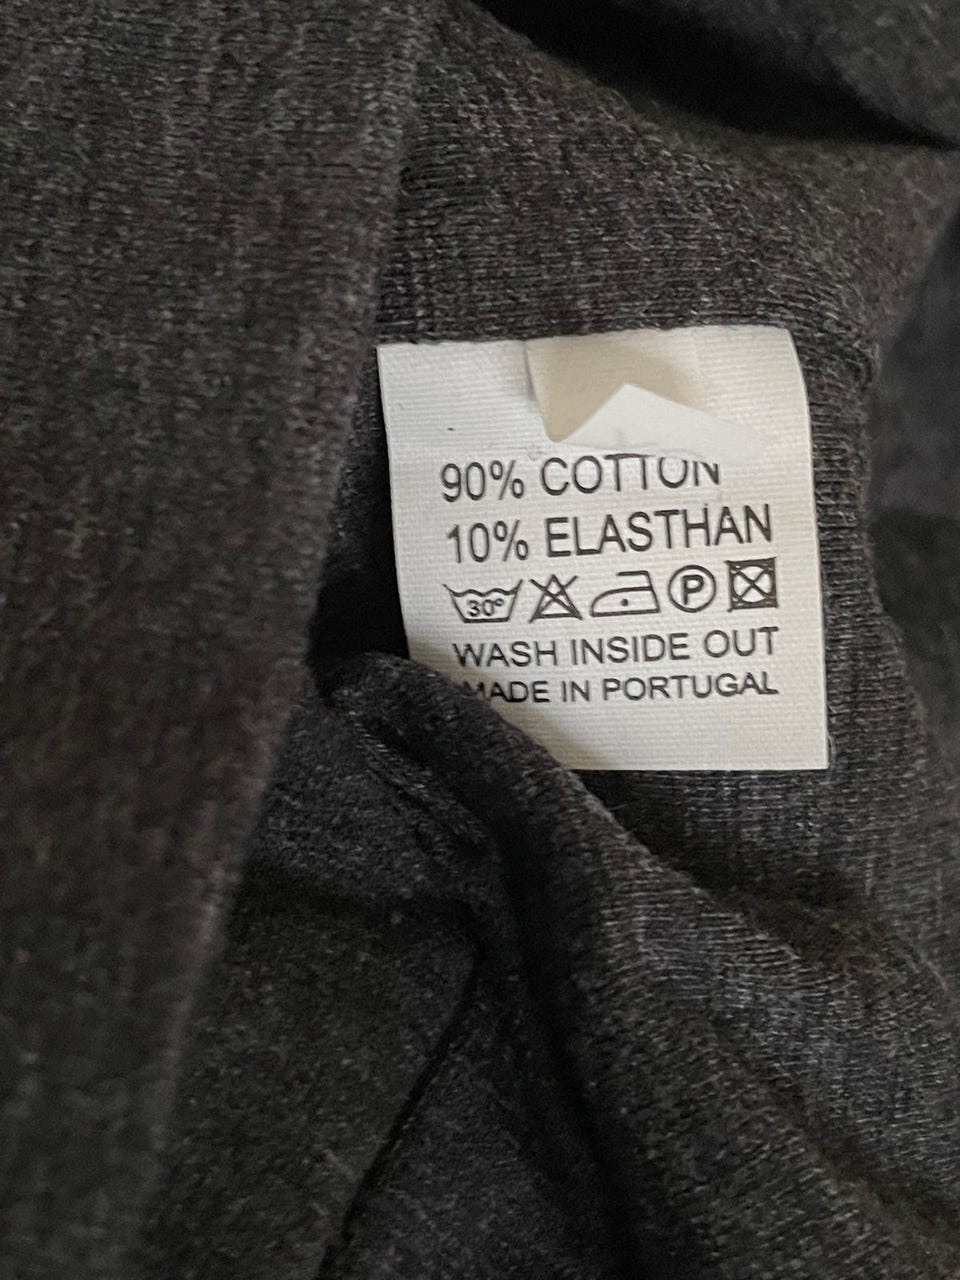 90% COTTON
10% ELASTHAN
30° P
WASH INSIDE OUT
MADE IN PORTUGAL